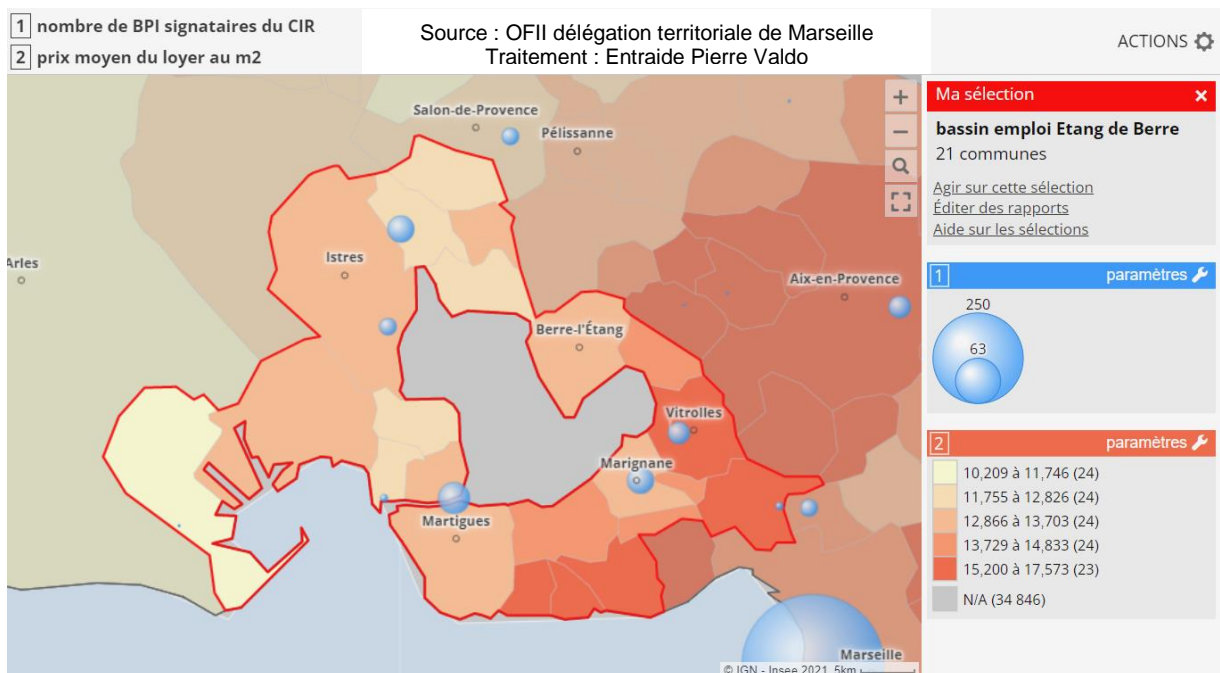 1 nombre de BPI signataires du CIR
2 prix moyen du loyer au m2
Source : OFII délégation territoriale de Marseille
Traitement : Entraide Pierre Valdo
ACTIONS
Salon-de-Provence
Pélissanne
Istres
Arles
Aix-en-Provence
Berre-l'Étang
Vitrolles
Marignane
Martigues
Marseille
© IGN - Insee 2021 5km
+
−
Ma sélection ×
bassin emploi Etang de Berre
21 communes
Agir sur cette sélection
Éditer des rapports
Aide sur les sélections
1 paramètres
250
63
2 paramètres
10,209 à 11,746 (24)
11,755 à 12,826 (24)
12,866 à 13,703 (24)
13,729 à 14,833 (24)
15,200 à 17,573 (23)
N/A (34 846)